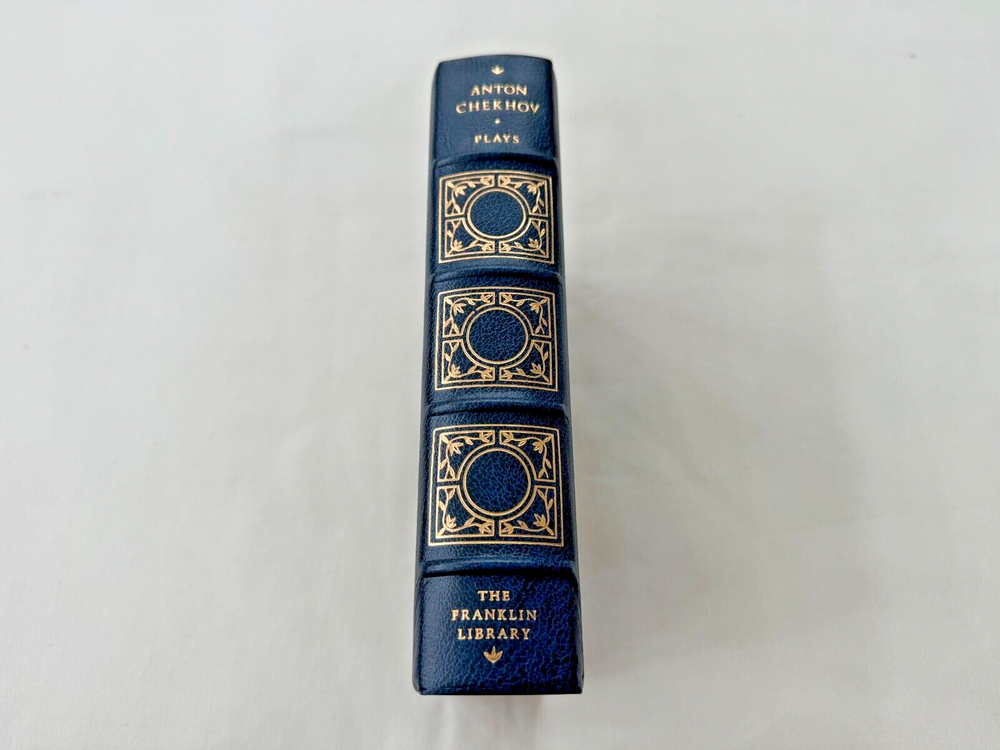 ANTON
CHEKHOV
PLAYS
THE
FRANKLIN
LIBRARY